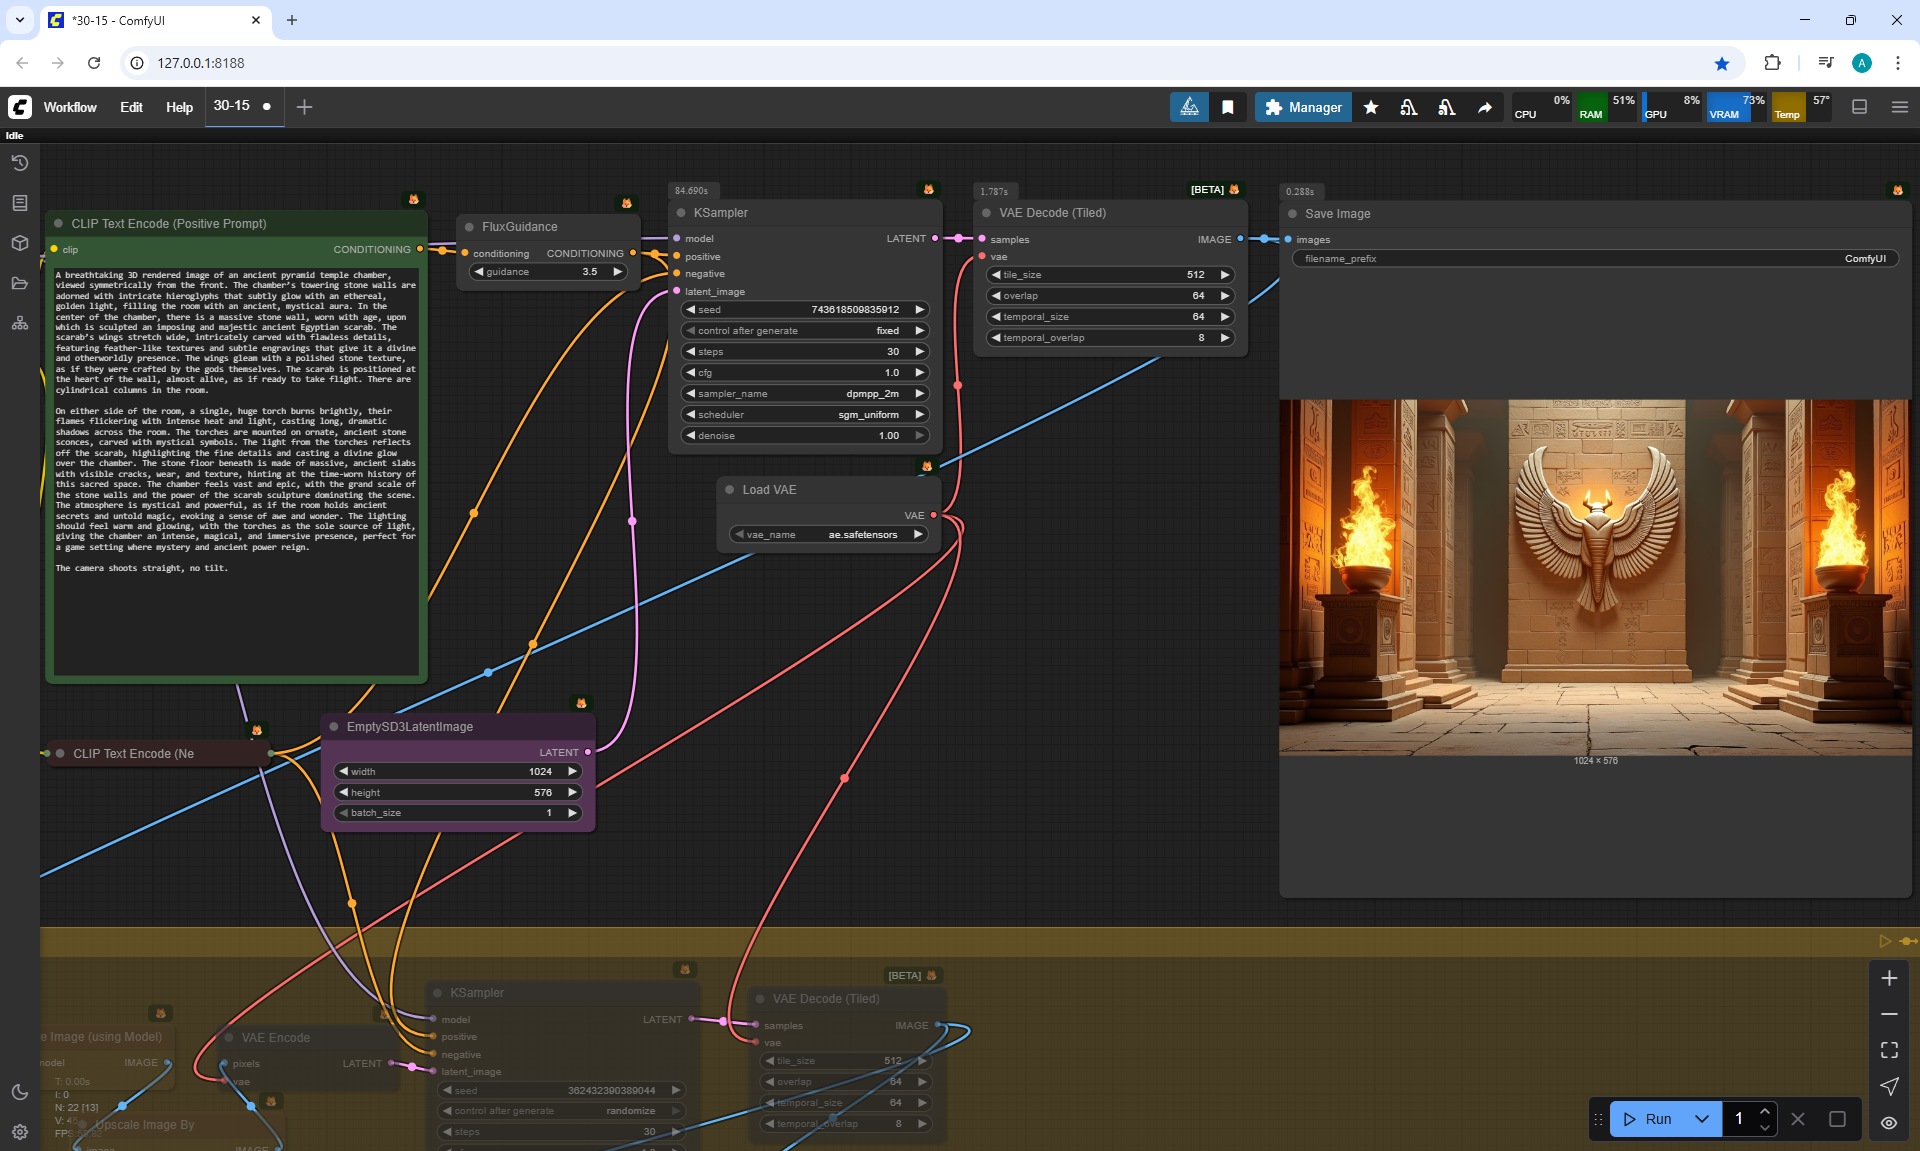 *30-15 - ComfyUI
127.0.0.1:8188
Workflow Edit Help 30-15
Manager
CPU 0% RAM 51% GPU 8% VRAM 73% Temp 57°
Idle
84.690s
1.787s
[BETA]
0.288s
CLIP Text Encode (Positive Prompt)
clip CONDITIONING
A breathtaking 3D rendered image of an ancient pyramid temple chamber,
viewed symmetrically from the front. The chamber's towering stone walls are
adorned with intricate hieroglyphs that subtly glow with an ethereal,
golden light, filling the room with an ancient, mystical aura. In the
center of the chamber, there is a massive stone wall, worn with age, upon
which is sculpted an imposing and majestic ancient Egyptian scarab. The
scarab's wings stretch wide, intricately carved with flawless details,
featuring feather-like textures and subtle engravings that give it a divine
and otherworldly presence. The wings gleam with a polished stone texture,
as if they were crafted by the gods themselves. The scarab is positioned at
the heart of the wall, almost alive, as if ready to take flight. There are
cylindrical columns in the room.
On either side of the room, a single, huge torch burns brightly, their
flames flickering with intense heat and light, casting long, dramatic
shadows across the room. The torches are mounted on ornate, ancient stone
sconces, carved with mystical symbols. The light from the torches reflects
off the scarab, highlighting the fine details and casting a divine glow
over the chamber. The stone floor beneath is made of massive, ancient slabs
with visible cracks, wear, and texture, hinting at the time-worn history of
this sacred space. The chamber feels vast and epic, with the grand scale of
the stone walls and the power of the scarab sculpture dominating the scene.
The atmosphere is mystical and powerful, as if the room holds ancient
secrets and untold magic, evoking a sense of awe and wonder. The lighting
should feel warm and glowing, with the torches as the sole source of light,
giving the chamber an intense, magical, and immersive presence, perfect for
a game setting where mystery and ancient power reign.
The camera shoots straight, no tilt.
FluxGuidance
conditioning CONDITIONING
guidance 3.5
KSampler
model LATENT
positive
negative
latent_image
seed 743618509835912
control after generate fixed
steps 30
cfg 1.0
sampler_name dpmpp_2m
scheduler sgm_uniform
denoise 1.00
VAE Decode (Tiled)
samples IMAGE
vae
tile_size 512
overlap 64
temporal_size 64
temporal_overlap 8
Save Image
images
filename_prefix ComfyUI
1024 × 576
Load VAE
VAE
vae_name ae.safetensors
EmptySD3LatentImage
LATENT
width 1024
height 576
batch_size 1
CLIP Text Encode (Ne
e Image (using Model)
IMAGE
T: 0.00s
I: 0
N: 22 [13]
Upscale Image By
IMAGE
VAE Encode
pixels LATENT
vae
KSampler
model LATENT
positive
negative
latent_image
seed 362432390389044
control after generate randomize
steps 30
[BETA]
VAE Decode (Tiled)
samples IMAGE
vae
tile_size 512
overlap 64
temporal_size 64
temporal_overlap 8
Run 1